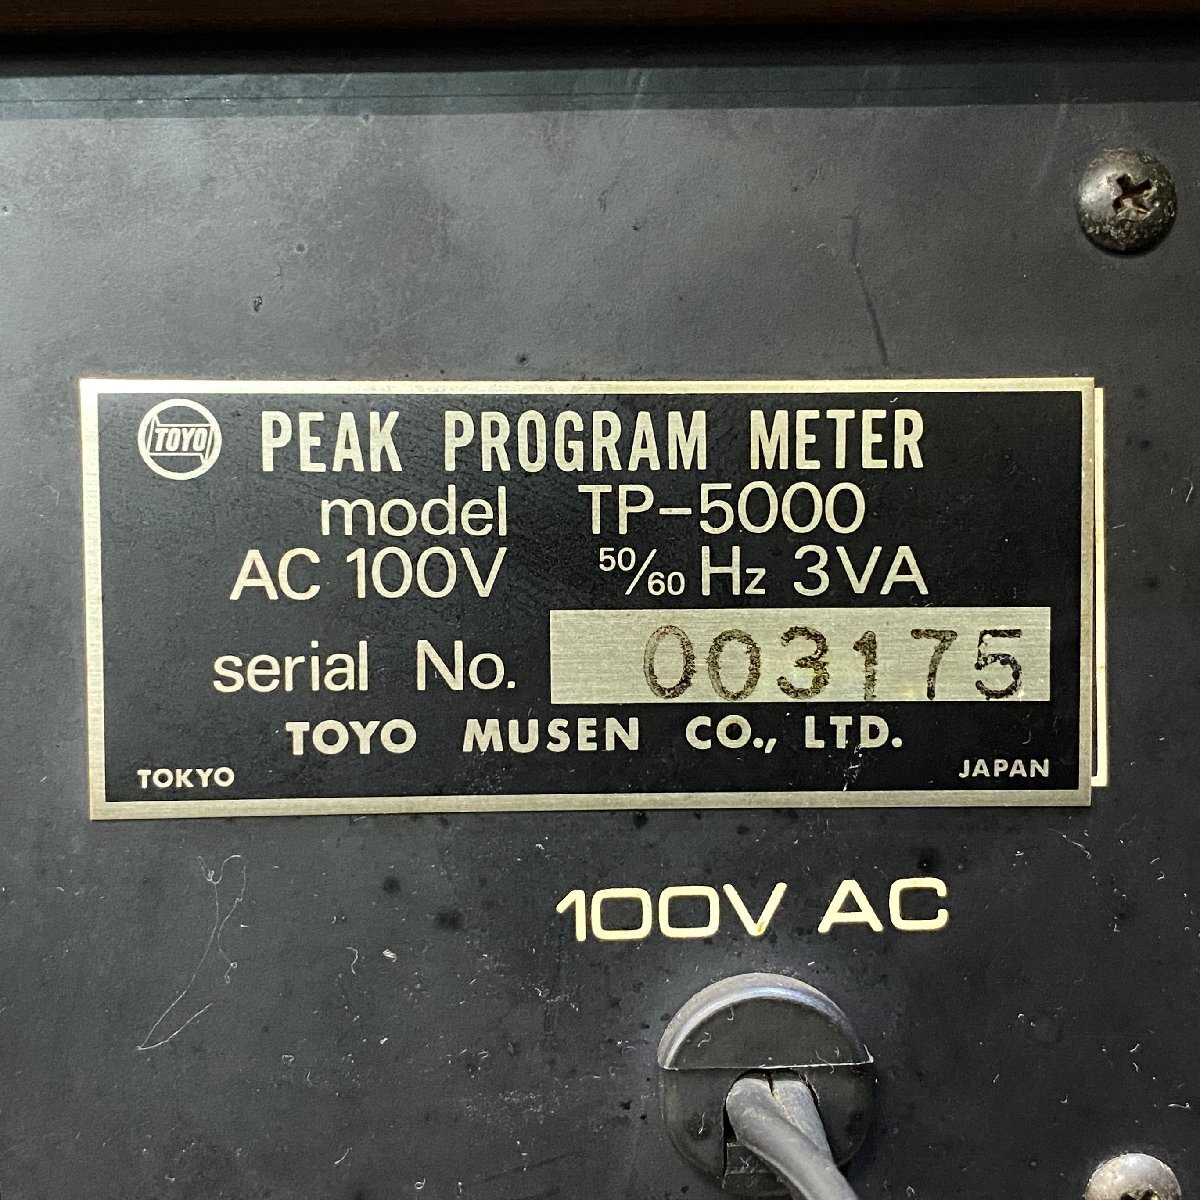 TOYO PEAK PROGRAM METER
model TP-5000
AC 100V 50/60 Hz 3VA
serial No. 003175
TOYO MUSEN CO., LTD.
TOKYO JAPAN
100V AC